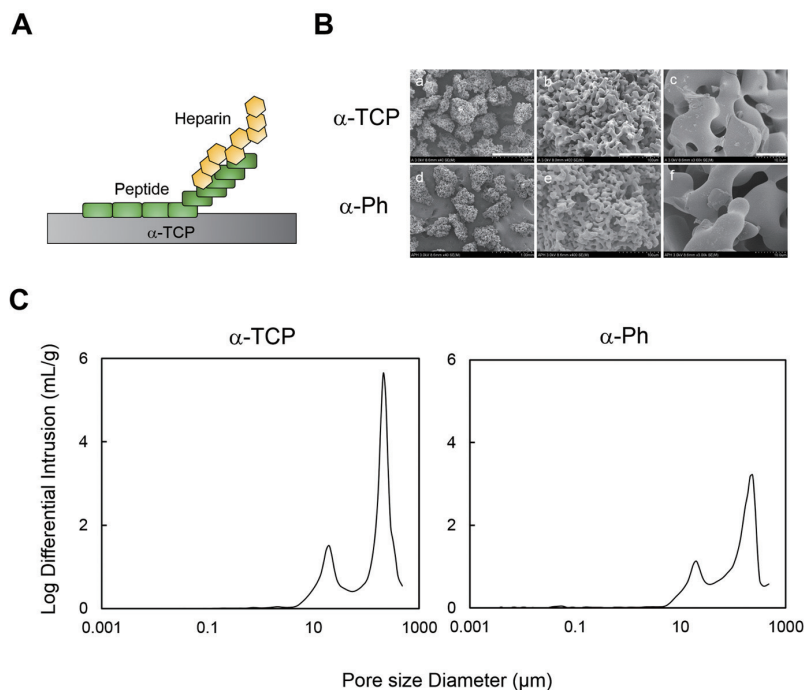 A
Heparin
Peptide
α-TCP
B
α-TCP
α-Ph
a
b
c
d
e
f
C
α-TCP
α-Ph
Log Differential Intrusion (mL/g)
6
4
2
0
0.001
0.1
10
1000
6
4
2
0
0.001
0.1
10
1000
Pore size Diameter (μm)